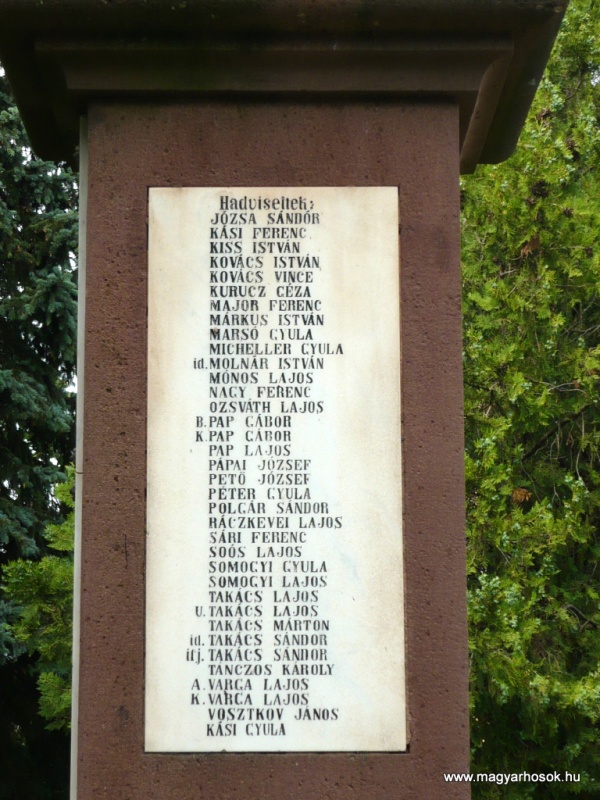 Hadviseltek;
JÓZSA SÁNDOR
KÁSI FERENC
KISS ISTVÁN
KOVÁCS ISTVÁN
KOVÁCS VINCE
KURUCZ GÉZA
MAJOR FERENC
MÁRKUS ISTVÁN
MARSÓ GYULA
MICHELLER GYULA
id. MOLNÁR ISTVÁN
MÓNOS LAJOS
NAGY FERENC
OZSVÁTH LAJOS
B. PAP GÁBOR
K. PAP GÁBOR
PAP LAJOS
PÁPAI JÓZSEF
PETŐ JÓZSEF
PÉTER GYULA
POLGÁR SÁNDOR
RÁCZKEVEI LAJOS
SÁRI FERENC
SOÓS LAJOS
SOMOGYI GYULA
SOMOGYI LAJOS
TAKÁCS LAJOS
U. TAKÁCS LAJOS
TAKÁCS MÁRTON
id. TAKÁCS SÁNDOR
ifj. TAKÁCS SÁNDOR
TANCZOS KÁROLY
A. VARGA LAJOS
K. VARGA LAJOS
VOSZTKOV JÁNOS
KÁSI GYULA
www.magyarhosok.hu